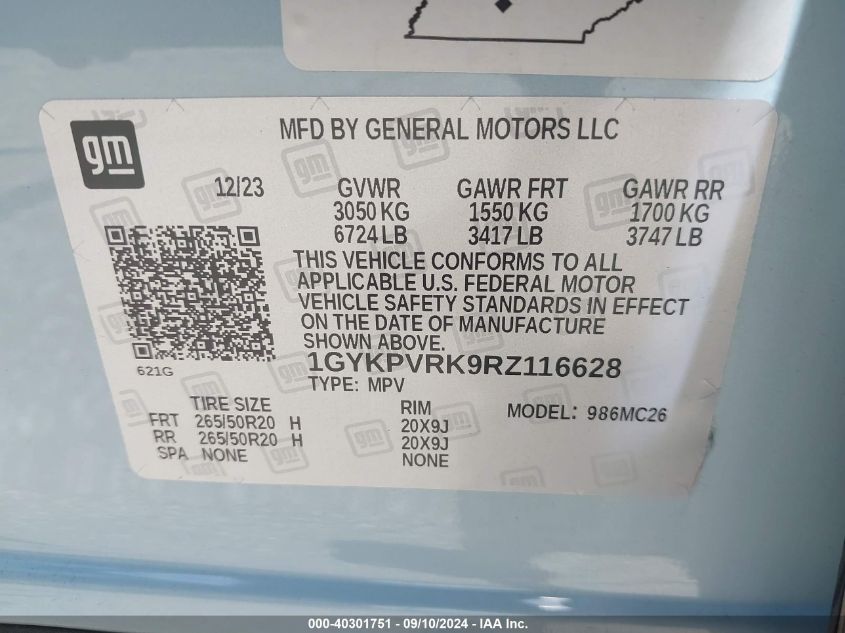 gm
MFD BY GENERAL MOTORS LLC
12/23 GVWR GAWR FRT GAWR RR
3050 KG 1550 KG 1700 KG
6724 LB 3417 LB 3747 LB
THIS VEHICLE CONFORMS TO ALL
APPLICABLE U.S. FEDERAL MOTOR
VEHICLE SAFETY STANDARDS IN EFFECT
ON THE DATE OF MANUFACTURE
SHOWN ABOVE.
621G
1GYKPVRK9RZ116628
TYPE: MPV
TIRE SIZE RIM MODEL: 986MC26
FRT 265/50R20 H 20X9J
RR 265/50R20 H 20X9J
SPA NONE NONE
000-40301751 - 09/10/2024 - IAA Inc.